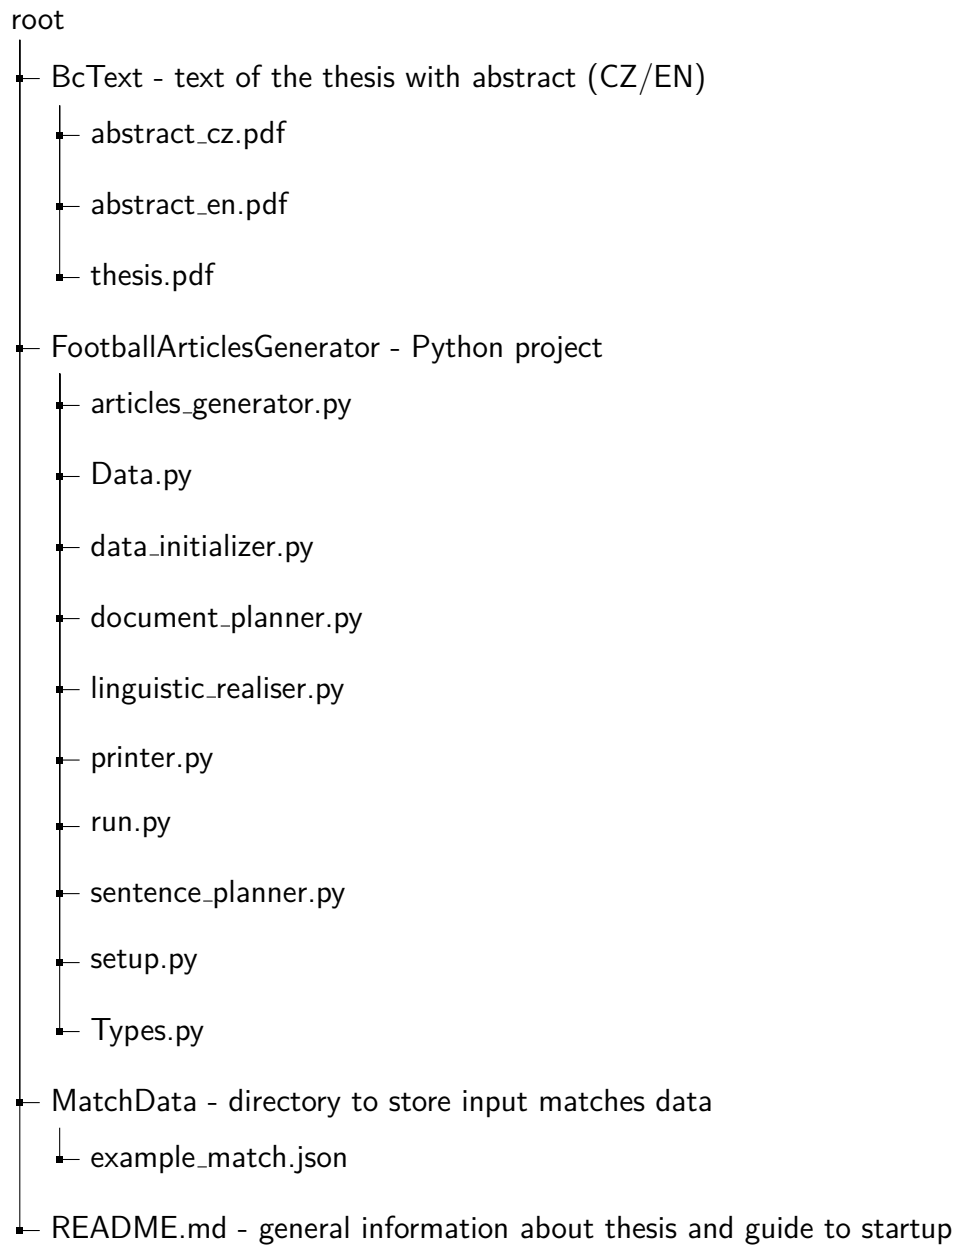 root
BcText - text of the thesis with abstract (CZ/EN)
abstract_cz.pdf
abstract_en.pdf
thesis.pdf
FootballArticlesGenerator - Python project
articles_generator.py
Data.py
data_initializer.py
document_planner.py
linguistic_realiser.py
printer.py
run.py
sentence_planner.py
setup.py
Types.py
MatchData - directory to store input matches data
example_match.json
README.md - general information about thesis and guide to startup